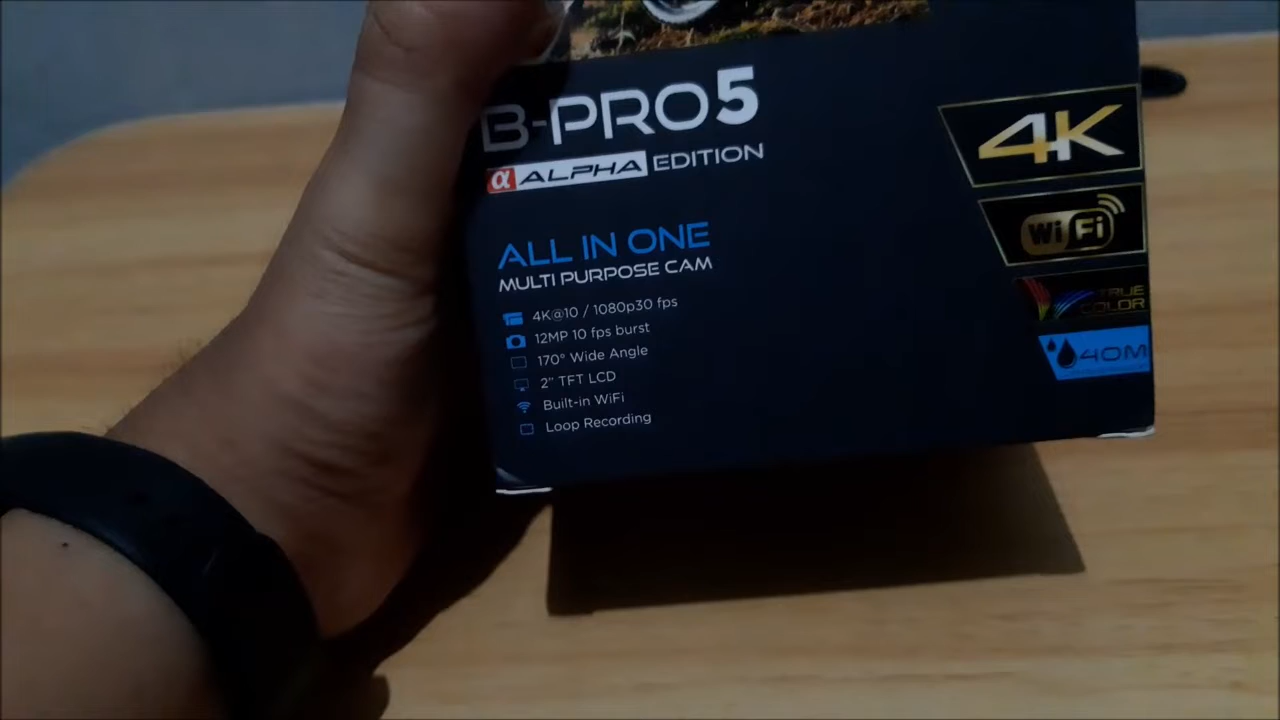 B-PRO5
α ALPHA EDITION
ALL IN ONE
MULTI PURPOSE CAM
4K@10 / 1080p30 fps
12MP 10 fps burst
170° Wide Angle
2" TFT LCD
Built-in WiFi
Loop Recording
4K
WiFi
TRUE
COLOR
40M